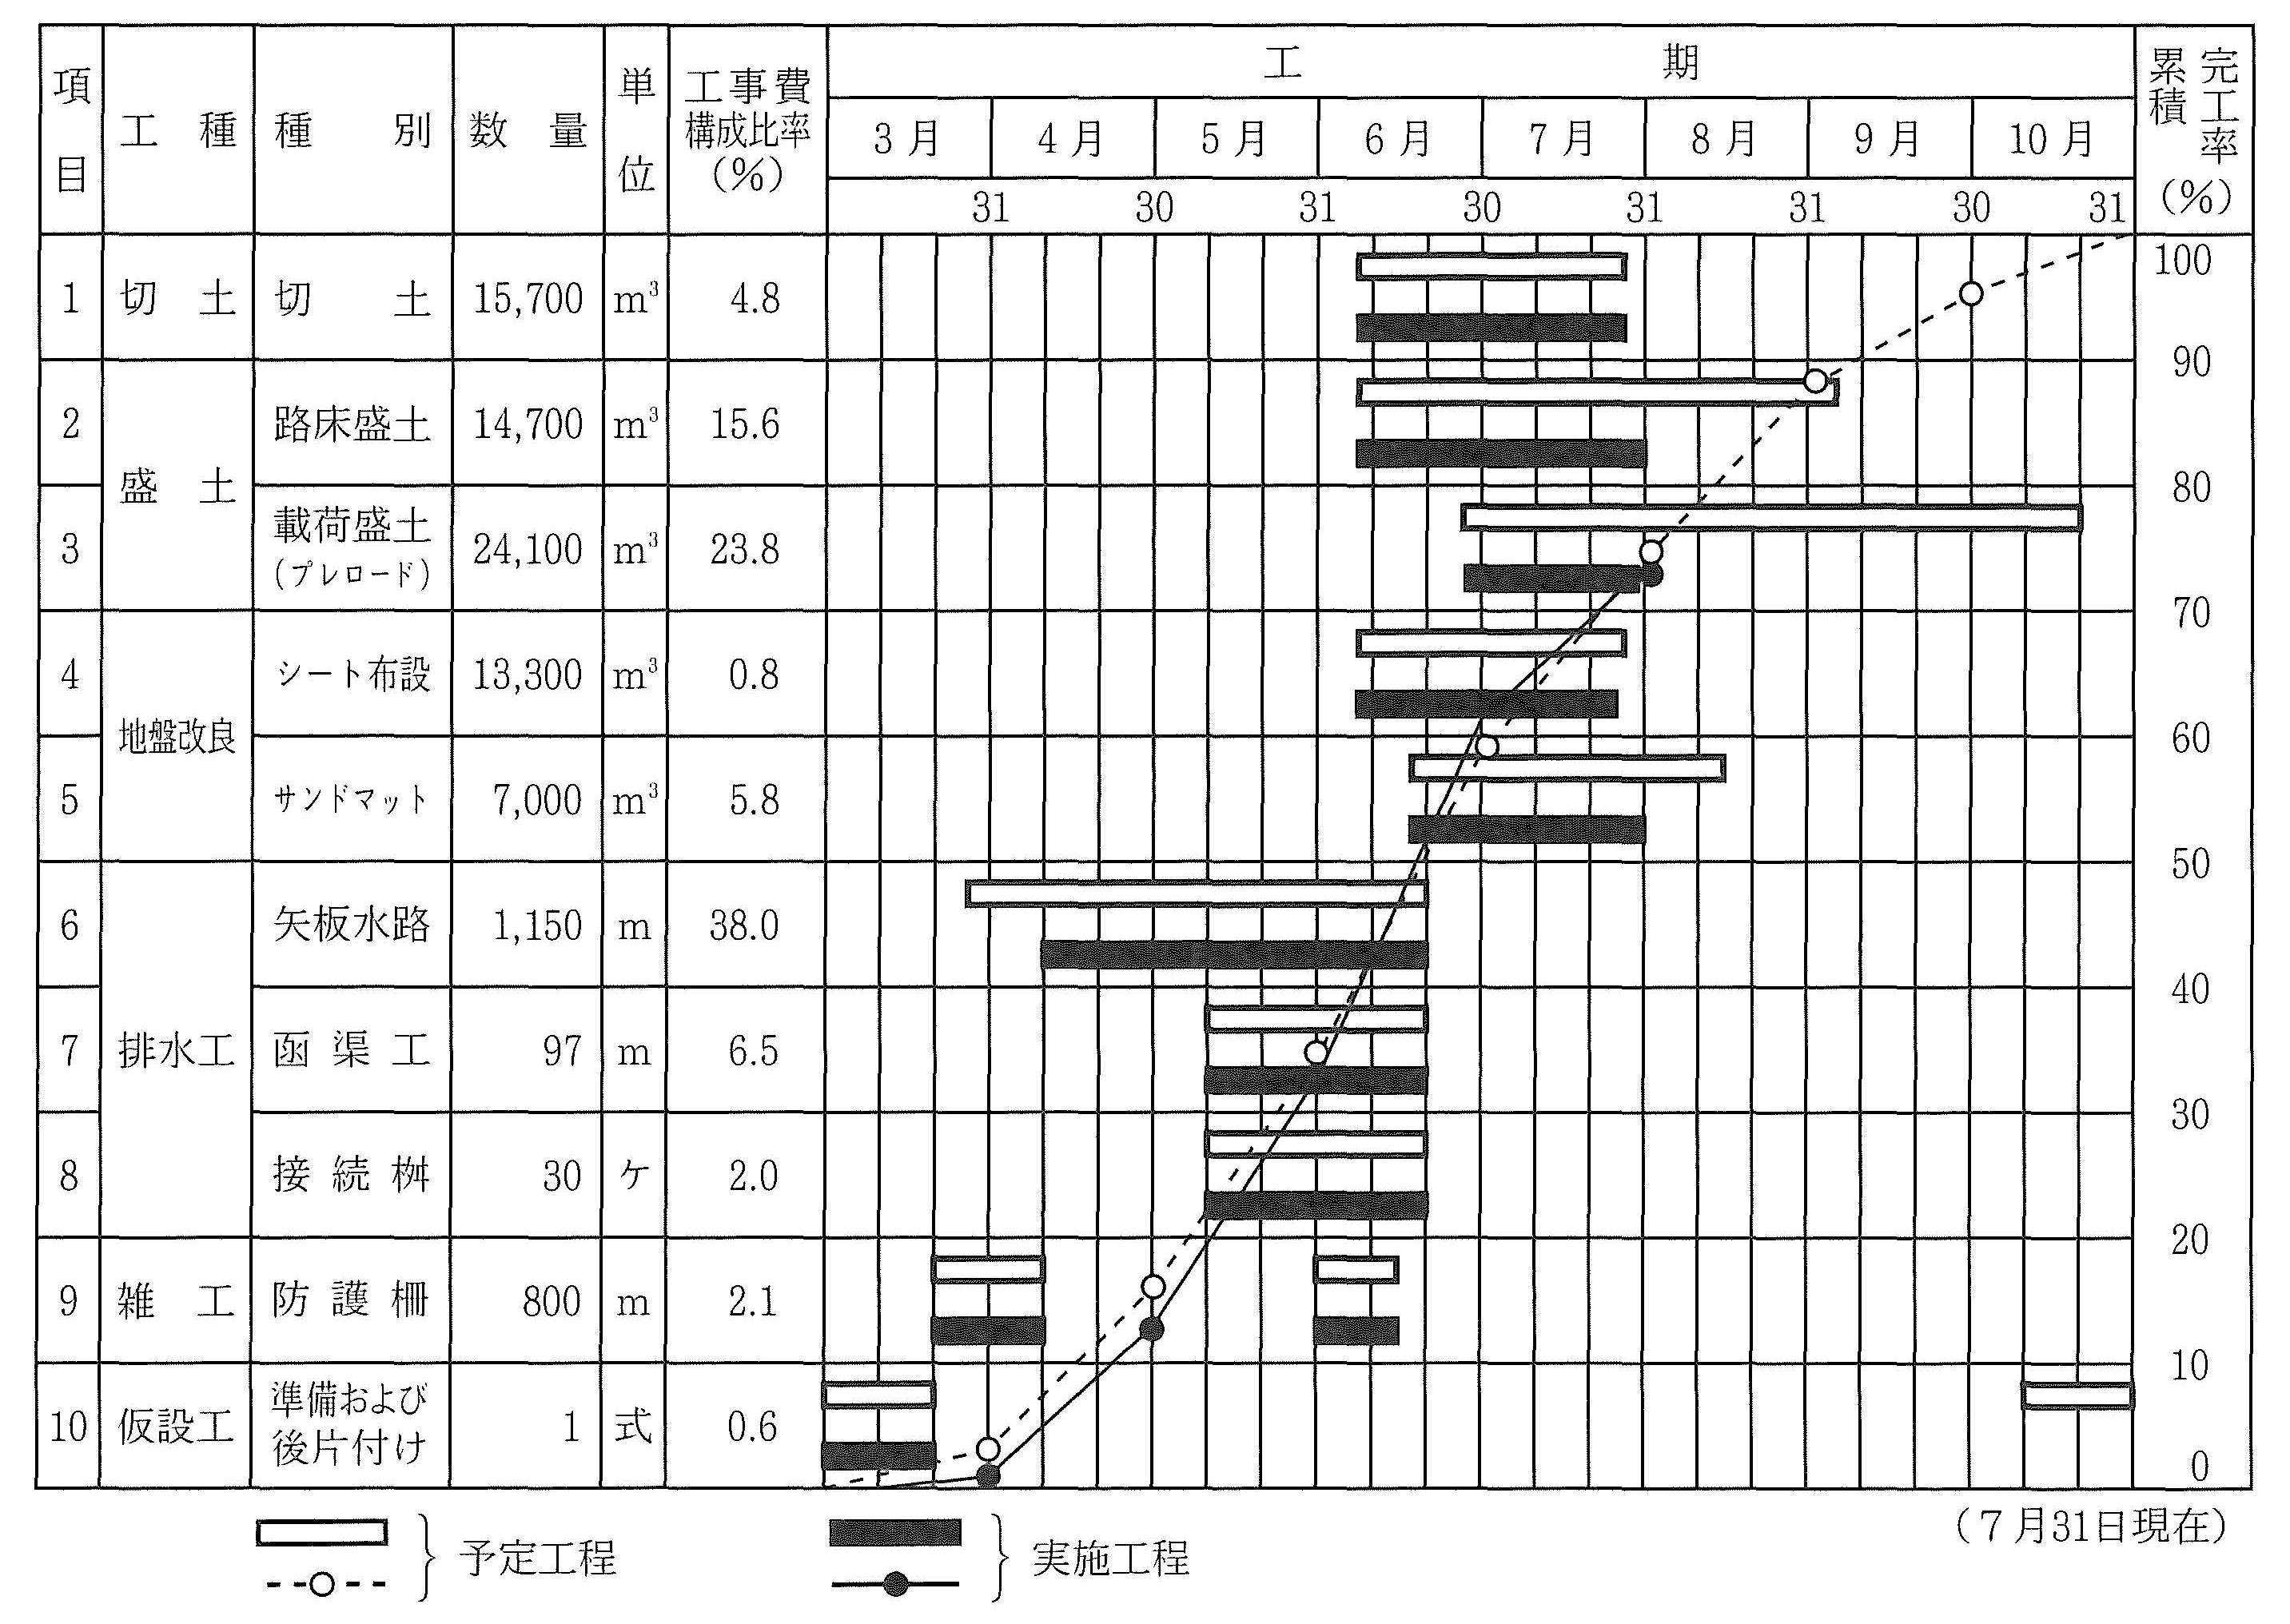 項目
工種
種別
数量
単位
工事費
構成比率
(%)
工期
累積
完工率
(%)
3月 4月 5月 6月 7月 8月 9月 10月
31 30 31 30 31 31 30 31
1 切土 切土 15,700 m³ 4.8
2 盛土 路床盛土 14,700 m³ 15.6
3 載荷盛土 24,100 m³ 23.8
(プレロード)
4 地盤改良 シート布設 13,300 m³ 0.8
5 サンドマット 7,000 m³ 5.8
6 排水工 矢板水路 1,150 m 38.0
7 函渠工 97 m 6.5
8 接続桝 30 ケ 2.0
9 雑工 防護柵 800 m 2.1
10 仮設工 準備および 1 式 0.6
後片付け
100
90
80
70
60
50
40
30
20
10
0
予定工程
実施工程
(7月31日現在)